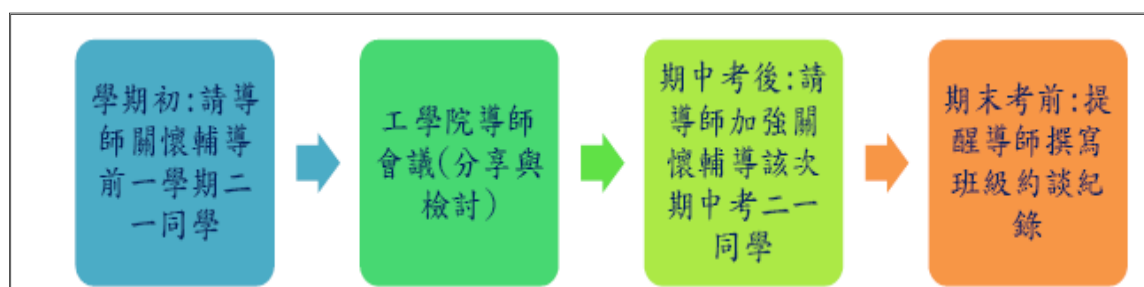 學期初:請導
師關懷輔導
前一學期二
一同學
工學院導師
會議(分享與
檢討)
期中考後:請
導師加強關
懷輔導該次
期中考二一
同學
期末考前:提
醒導師撰寫
班級約談紀
錄